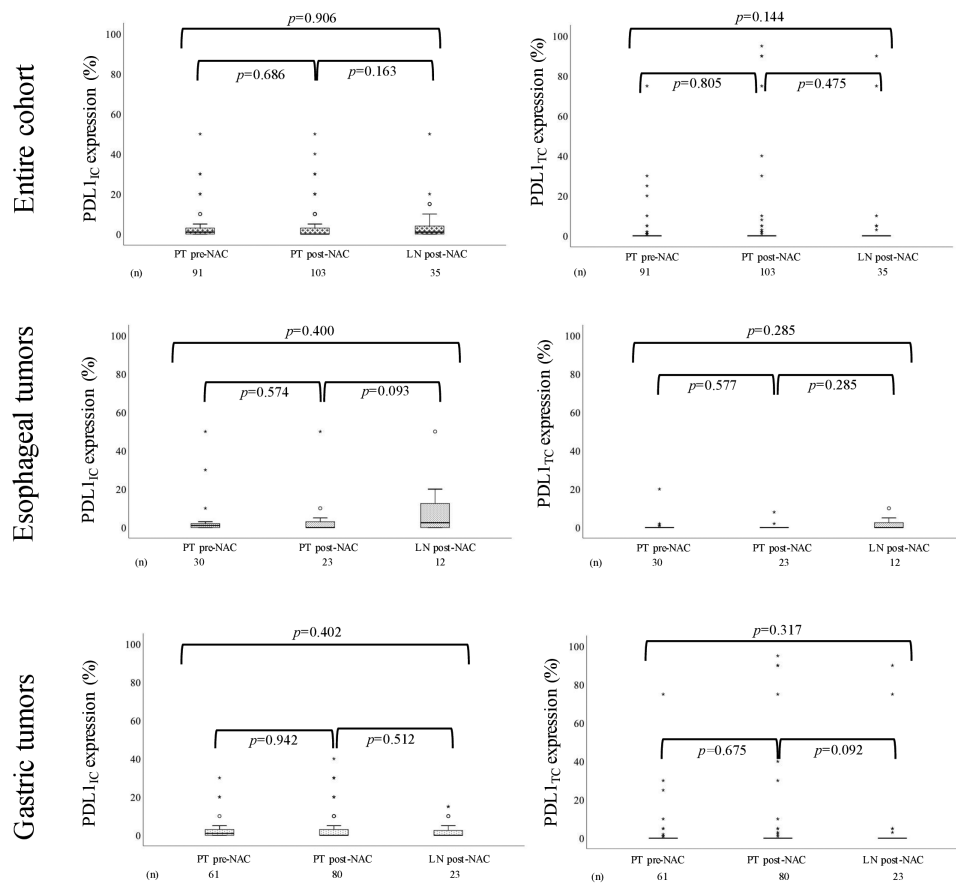 Entire cohort
PDL1IC expression (%)
p=0.906
p=0.686
p=0.163
100
80
60
40
20
0
PT pre-NAC PT post-NAC LN post-NAC
(n) 91 103 35
PDL1TC expression (%)
p=0.144
p=0.805
p=0.475
100
80
60
40
20
0
PT pre-NAC PT post-NAC LN post-NAC
(n) 91 103 35
Esophageal tumors
PDL1IC expression (%)
p=0.400
p=0.574
p=0.093
100
80
60
40
20
0
PT pre-NAC PT post-NAC LN post-NAC
(n) 30 23 12
PDL1TC expression (%)
p=0.285
p=0.577
p=0.285
100
80
60
40
20
0
PT pre-NAC PT post-NAC LN post-NAC
(n) 30 23 12
Gastric tumors
PDL1IC expression (%)
p=0.402
p=0.942
p=0.512
100
80
60
40
20
0
PT pre-NAC PT post-NAC LN post-NAC
(n) 61 80 23
PDL1TC expression (%)
p=0.317
p=0.675
p=0.092
100
80
60
40
20
0
PT pre-NAC PT post-NAC LN post-NAC
(n) 61 80 23